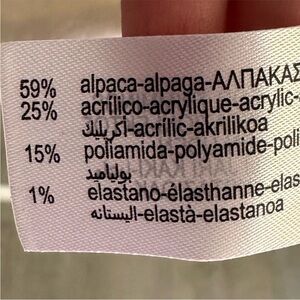 59% alpaca-alpaga-ΑΛΠΑΚΑΣ
25% acrílico-acrylique-acrylic-
أكريليك-acrílic-akrilikoa
15% poliamida-polyamide-poli
بولياميد
1% elastano-élasthanne-elas
اليستانه-elastà-elastanoa